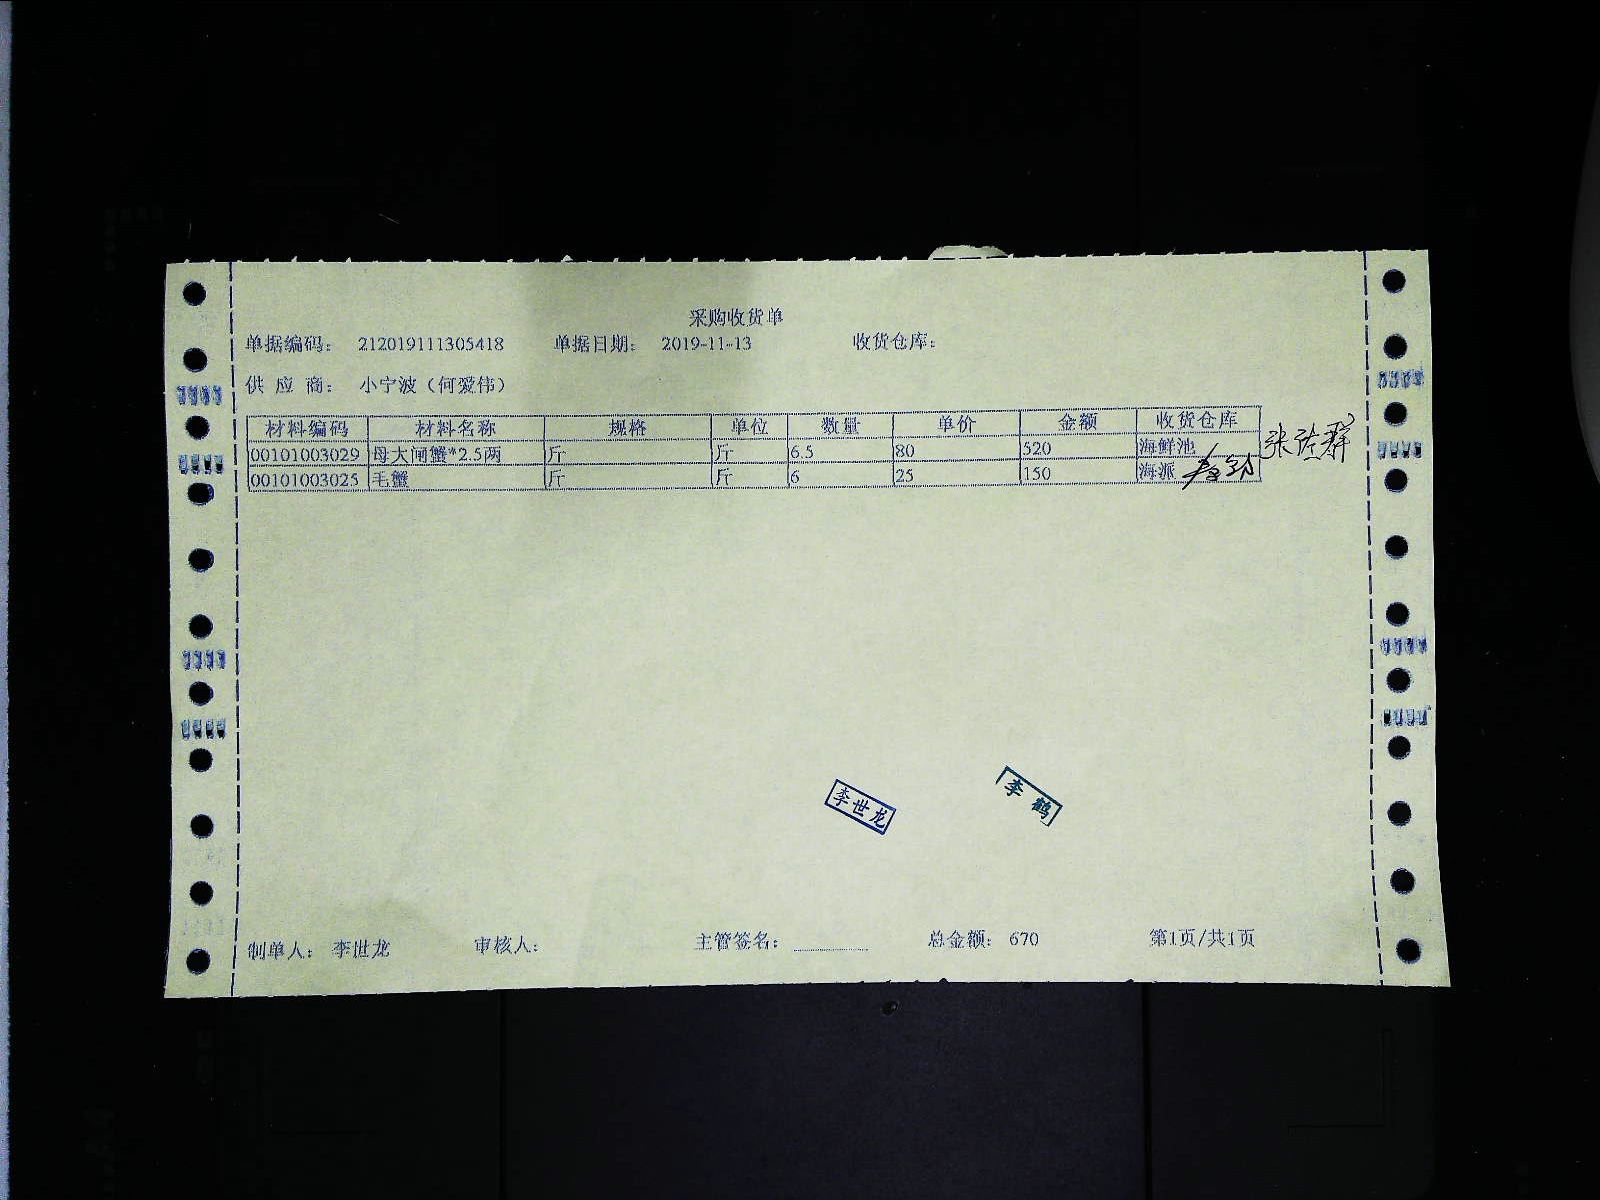 采购收货单
单据编码： 212019111305418 单据日期： 2019-11-13 收货仓库：
供 应 商： 小宁波（何爱伟）
材料编码 材料名称 规格 单位 数量 单价 金额 收货仓库
00101003029 母大闸蟹*2.5两 斤 斤 6.5 80 520 海鲜池
00101003025 毛蟹 斤 斤 6 25 150 海派
李世龙 李鹤
制单人： 李世龙 审核人： 主管签名： 总金额： 670 第1页/共1页